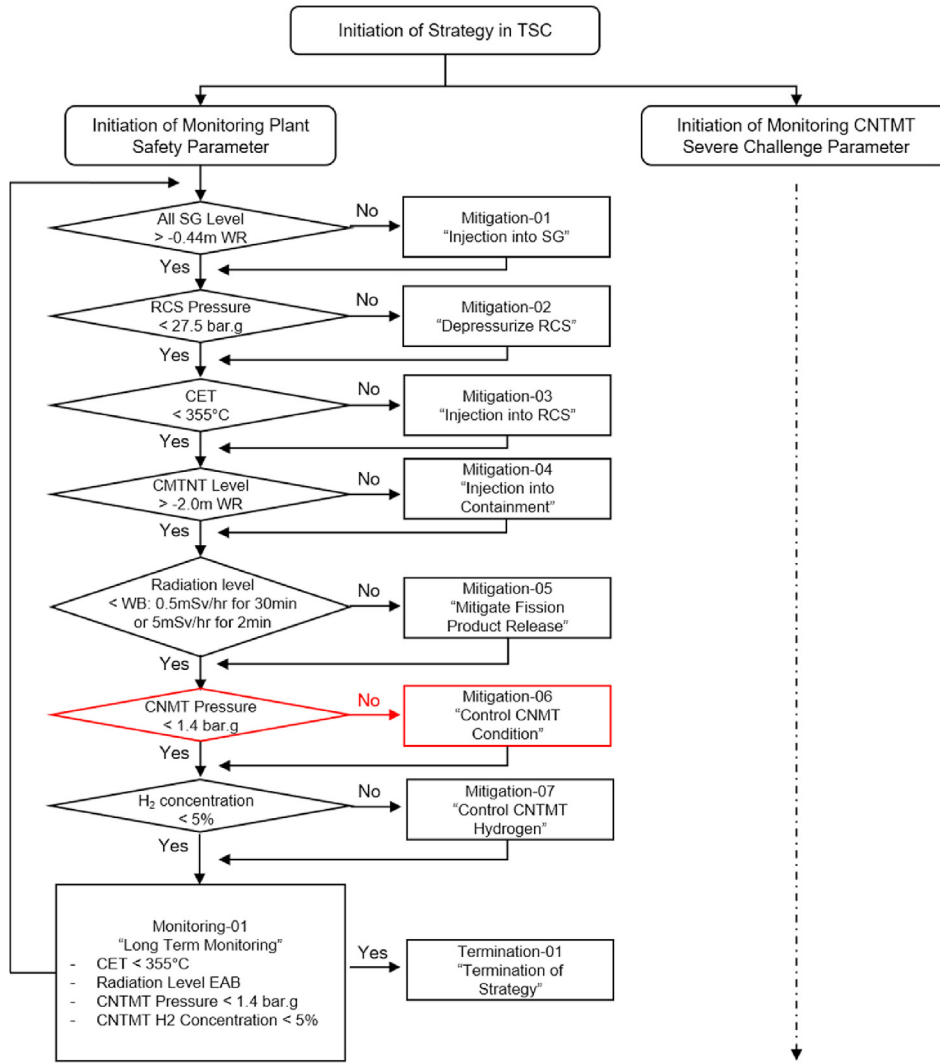 Initiation of Strategy in TSC
Initiation of Monitoring Plant
Safety Parameter
Initiation of Monitoring CNTMT
Severe Challenge Parameter
All SG Level
> -0.44m WR
No
Mitigation-01
“Injection into SG”
Yes
RCS Pressure
< 27.5 bar.g
No
Mitigation-02
“Depressurize RCS”
Yes
CET
< 355°C
No
Mitigation-03
“Injection into RCS”
Yes
CMTNT Level
> -2.0m WR
No
Mitigation-04
“Injection into
Containment”
Yes
Radiation level
< WB: 0.5mSv/hr for 30min
or 5mSv/hr for 2min
No
Mitigation-05
“Mitigate Fission
Product Release”
Yes
CNMT Pressure
< 1.4 bar.g
No
Mitigation-06
“Control CNMT
Condition”
Yes
H₂ concentration
< 5%
No
Mitigation-07
“Control CNTMT
Hydrogen”
Yes
Monitoring-01
“Long Term Monitoring”
- CET < 355°C
- Radiation Level EAB
- CNTMT Pressure < 1.4 bar.g
- CNTMT H2 Concentration < 5%
Yes
Termination-01
“Termination of
Strategy”